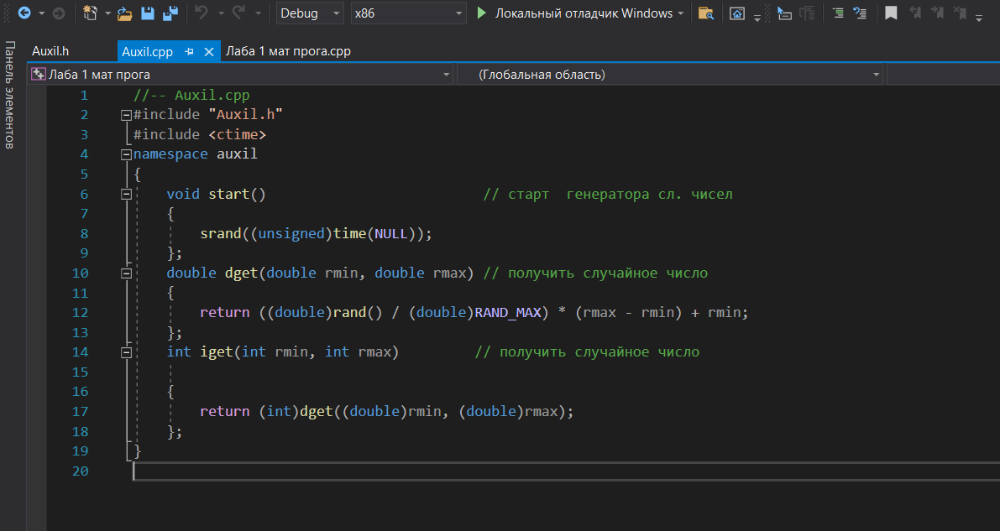 Debug x86 Локальный отладчик Windows
Панель элементов
Auxil.h Auxil.cpp Лаба 1 мат прога.cpp
Лаба 1 мат прога (Глобальная область)
1 //-- Auxil.cpp
2 #include "Auxil.h"
3 #include <ctime>
4 namespace auxil
5 {
6 void start() // старт генератора сл. чисел
7 {
8 srand((unsigned)time(NULL));
9 };
10 double dget(double rmin, double rmax) // получить случайное число
11 {
12 return ((double)rand() / (double)RAND_MAX) * (rmax - rmin) + rmin;
13 };
14 int iget(int rmin, int rmax) // получить случайное число
15
16 {
17 return (int)dget((double)rmin, (double)rmax);
18 };
19 }
20